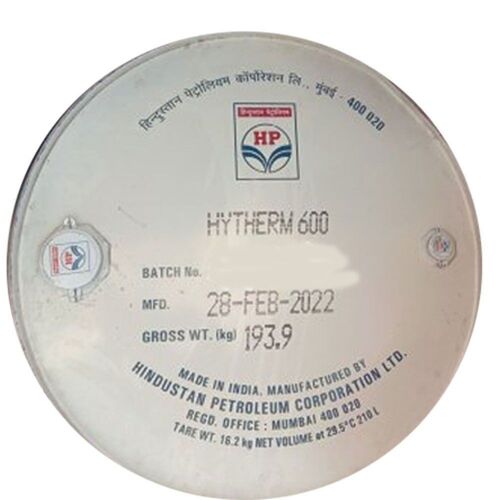 हिन्दुस्तान पेट्रोलियम कॉर्पोरेशन लि., मुंबई - 400 020
हिन्दुस्तान पेट्रोलियम
HP
HYTHERM 600
HP
BATCH No.
MFD. 28-FEB-2022
GROSS WT. (kg) 193.9
MADE IN INDIA, MANUFACTURED BY
HINDUSTAN PETROLEUM CORPORATION LTD.
REGD. OFFICE : MUMBAI 400 020
TARE WT. 16.2 kg NET VOLUME at 29.5°C 210 L